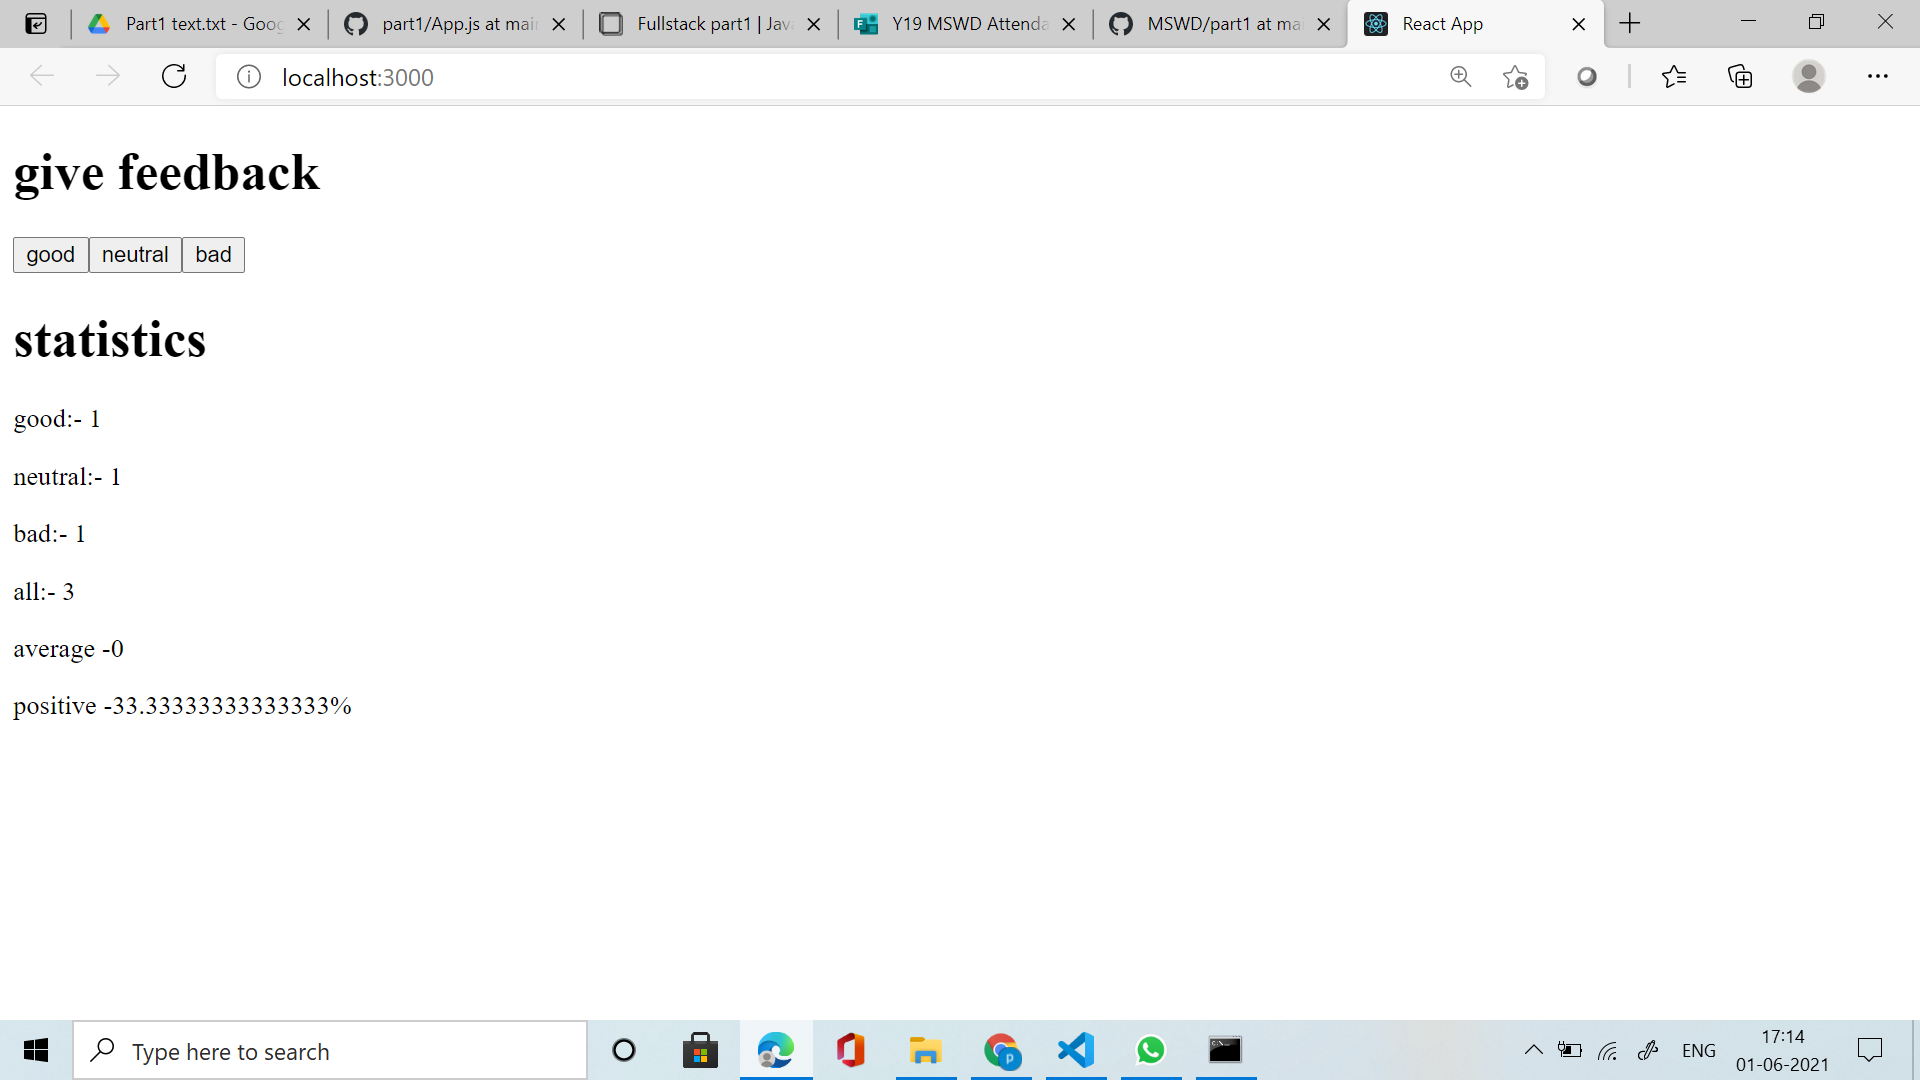 Part1 text.txt - Goog
part1/App.js at main
Fullstack part1 | Java
Y19 MSWD Attenda
MSWD/part1 at mai
React App
localhost:3000
give feedback
good neutral bad
statistics
good:- 1
neutral:- 1
bad:- 1
all:- 3
average -0
positive -33.33333333333333%
Type here to search
p
ENG
17:14
01-06-2021